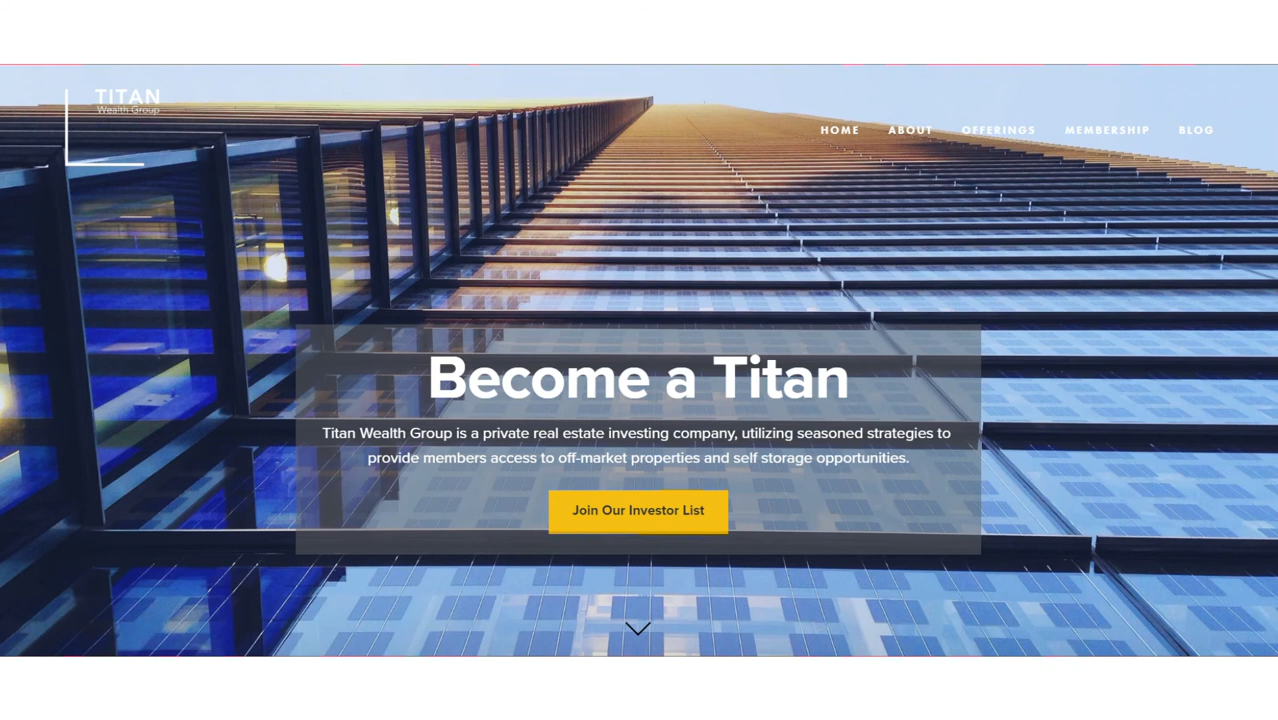 TITAN
Wealth Group
HOME ABOUT OFFERINGS MEMBERSHIP BLOG
Become a Titan
Titan Wealth Group is a private real estate investing company, utilizing seasoned strategies to
provide members access to off-market properties and self storage opportunities.
Join Our Investor List